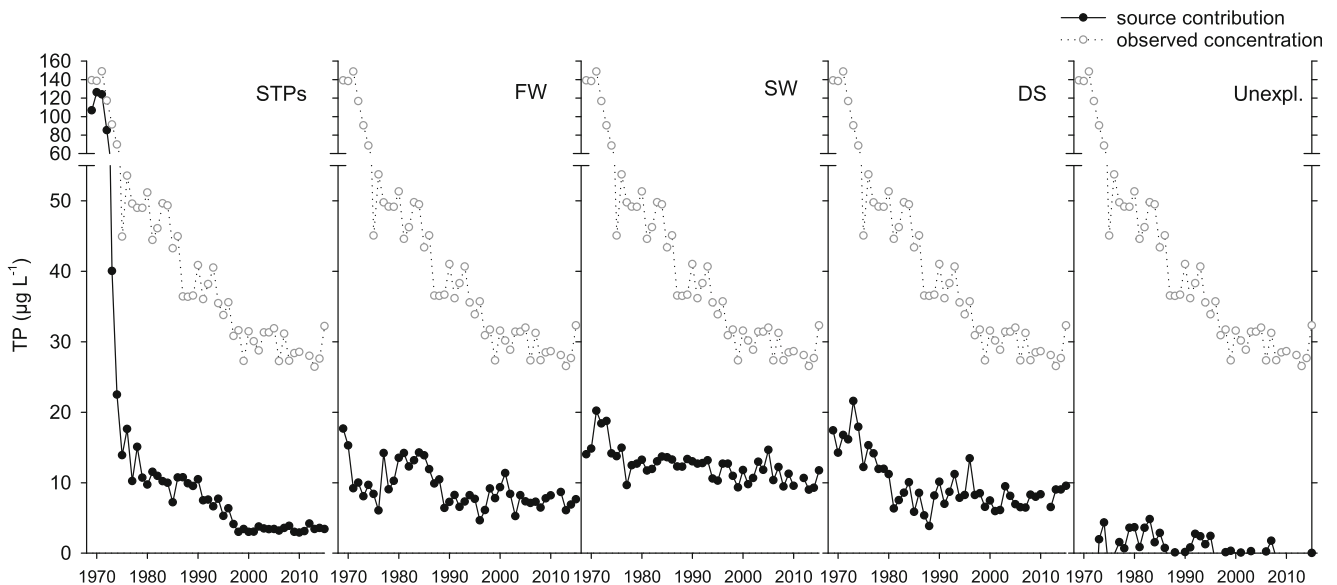 source contribution
observed concentration
160
140
120
100
80
60
50
40
30
20
10
0
TP (µg L⁻¹)
STPs
FW
SW
DS
Unexpl.
1970 1980 1990 2000 2010 1970 1980 1990 2000 2010 1970 1980 1990 2000 2010 1970 1980 1990 2000 2010 1970 1980 1990 2000 2010